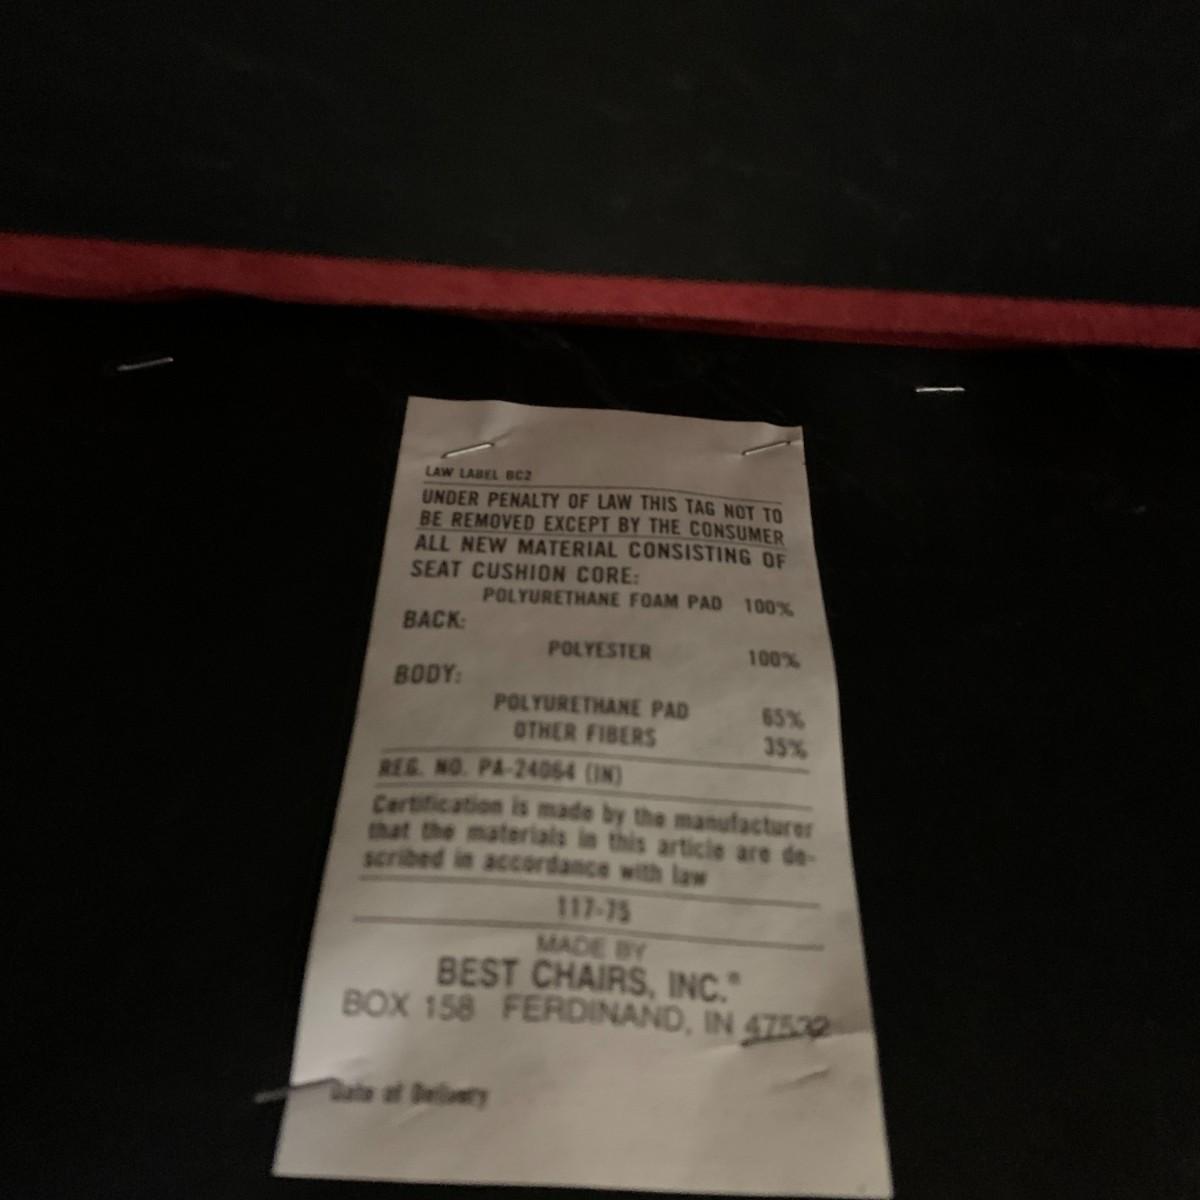 LAW LABEL BC2
UNDER PENALTY OF LAW THIS TAG NOT TO
BE REMOVED EXCEPT BY THE CONSUMER
ALL NEW MATERIAL CONSISTING OF
SEAT CUSHION CORE:
POLYURETHANE FOAM PAD 100%
BACK:
POLYESTER 100%
BODY:
POLYURETHANE PAD 65%
OTHER FIBERS 35%
REG. NO. PA-24064 (IN)
Certification is made by the manufacturer
that the materials in this article are de-
scribed in accordance with law
117-75
MADE BY
BEST CHAIRS, INC.®
BOX 158 FERDINAND, IN 47532
Date of Delivery